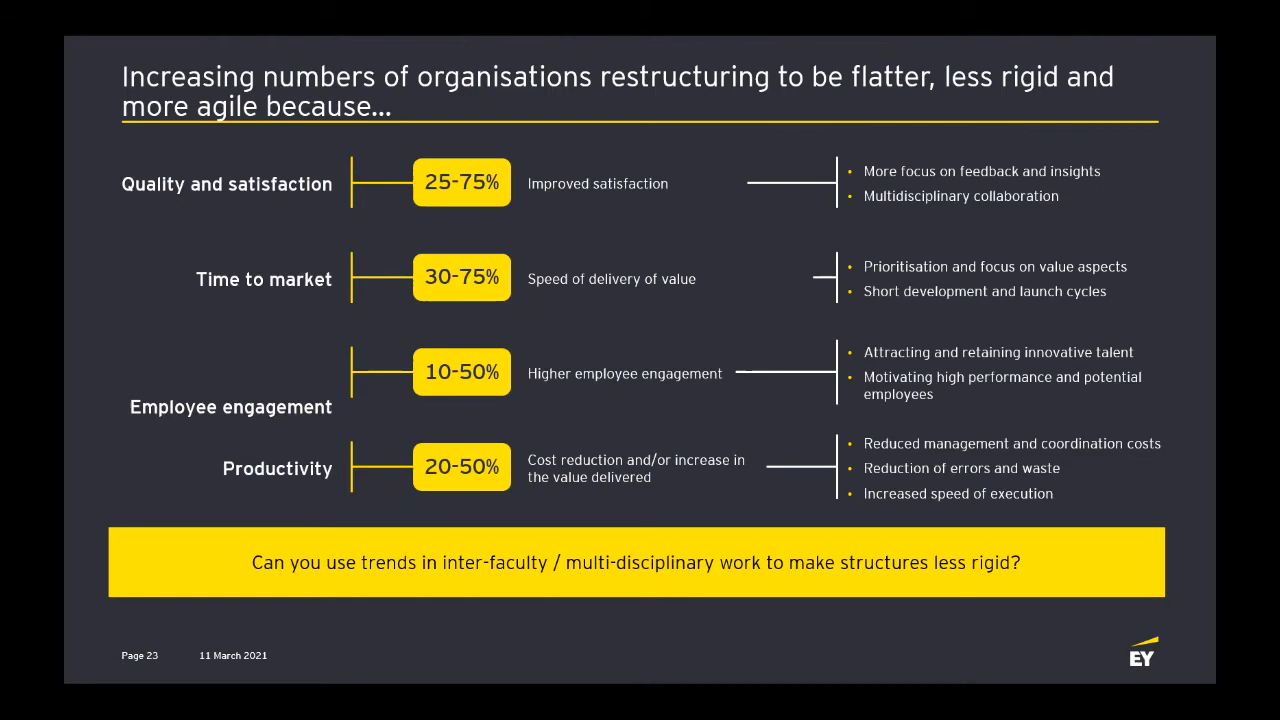 Increasing numbers of organisations restructuring to be flatter, less rigid and
more agile because...
Quality and satisfaction
25-75%
Improved satisfaction
• More focus on feedback and insights
• Multidisciplinary collaboration
Time to market
30-75%
Speed of delivery of value
• Prioritisation and focus on value aspects
• Short development and launch cycles
Employee engagement
10-50%
Higher employee engagement
• Attracting and retaining innovative talent
• Motivating high performance and potential
employees
Productivity
20-50%
Cost reduction and/or increase in
the value delivered
• Reduced management and coordination costs
• Reduction of errors and waste
• Increased speed of execution
Can you use trends in inter-faculty / multi-disciplinary work to make structures less rigid?
Page 23
11 March 2021
EY